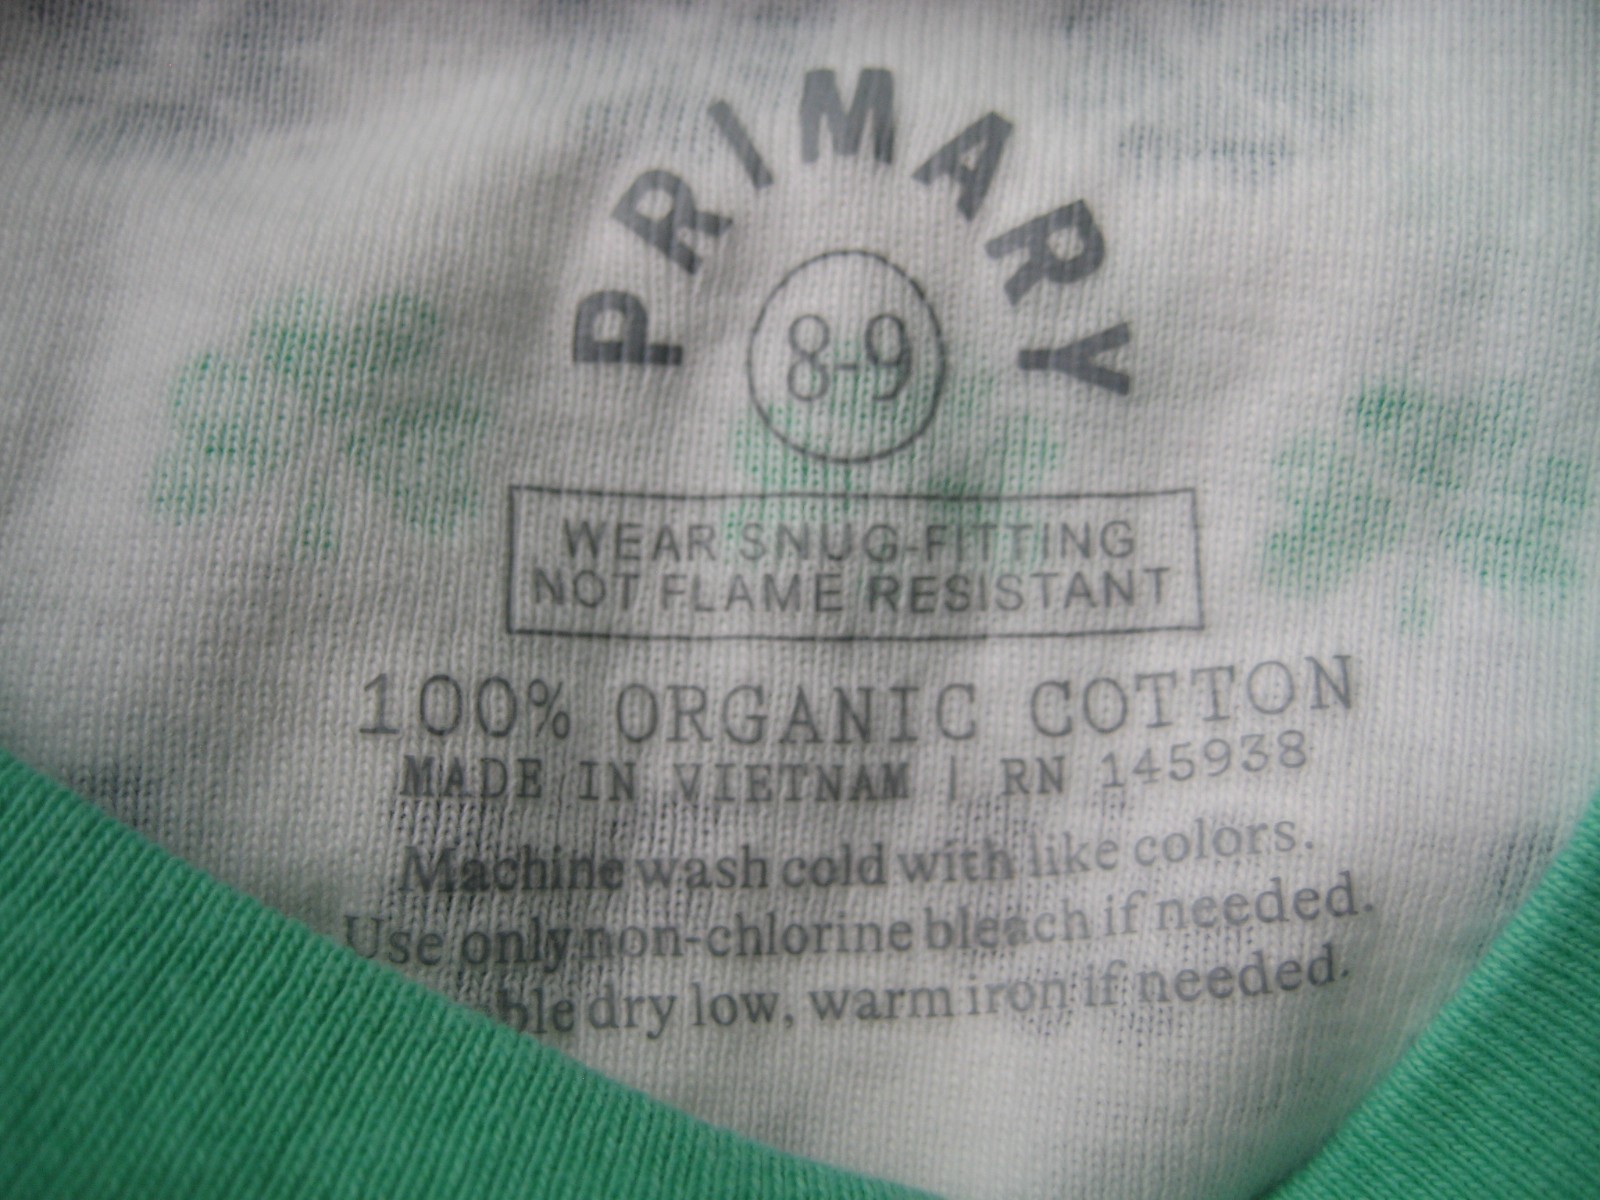 PRIMARY
8-9
WEAR SNUG-FITTING
NOT FLAME RESISTANT
100% ORGANIC COTTON
MADE IN VIETNAM | RN 145938
Machine wash cold with like colors.
Use only non-chlorine bleach if needed.
dry low, warm iron if needed.